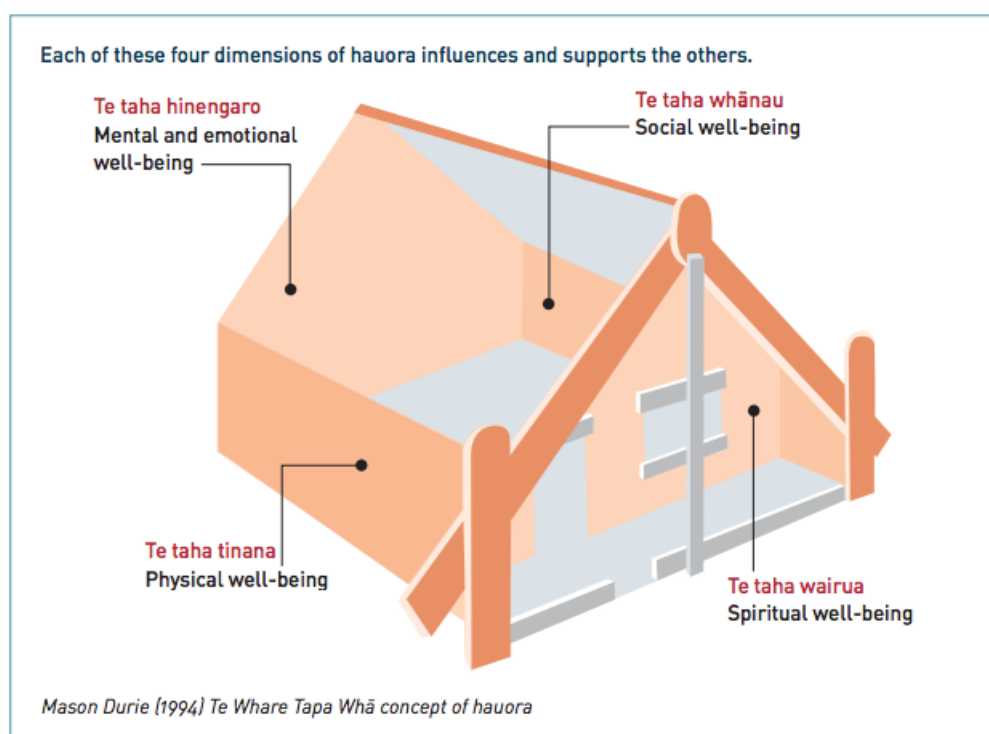 Each of these four dimensions of hauora influences and supports the others.
Te taha hinengaro
Mental and emotional
well-being
Te taha whānau
Social well-being
Te taha tinana
Physical well-being
Te taha wairua
Spiritual well-being
Mason Durie (1994) Te Whare Tapa Whā concept of hauora